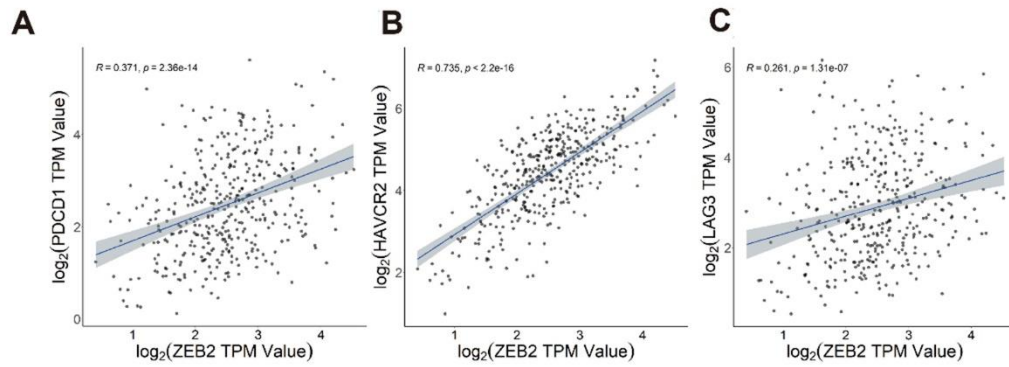 A
R = 0.371, p = 2.36e-14
log₂(PDCD1 TPM Value)
4
2
0
1 2 3 4
log₂(ZEB2 TPM Value)
B
R = 0.735, p < 2.2e-16
log₂(HAVCR2 TPM Value)
6
4
2
1 2 3 4
log₂(ZEB2 TPM Value)
C
R = 0.261, p = 1.31e-07
log₂(LAG3 TPM Value)
6
4
2
1 2 3 4
log₂(ZEB2 TPM Value)